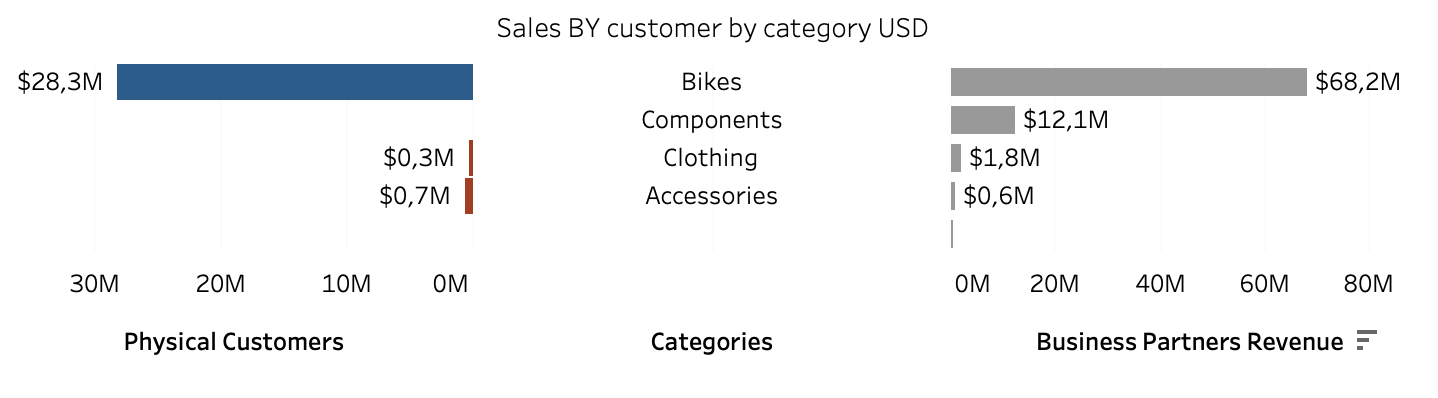 Sales BY customer by category USD
$28,3M Bikes $68,2M
Components $12,1M
$0,3M Clothing $1,8M
$0,7M Accessories $0,6M
30M 20M 10M 0M 0M 20M 40M 60M 80M
Physical Customers Categories Business Partners Revenue